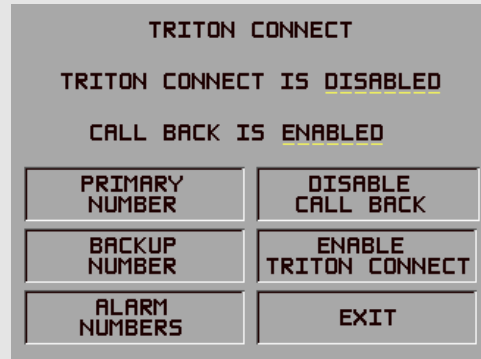 TRITON CONNECT
TRITON CONNECT IS DISABLED
CALL BACK IS ENABLED
PRIMARY
NUMBER
DISABLE
CALL BACK
BACKUP
NUMBER
ENABLE
TRITON CONNECT
ALARM
NUMBERS
EXIT